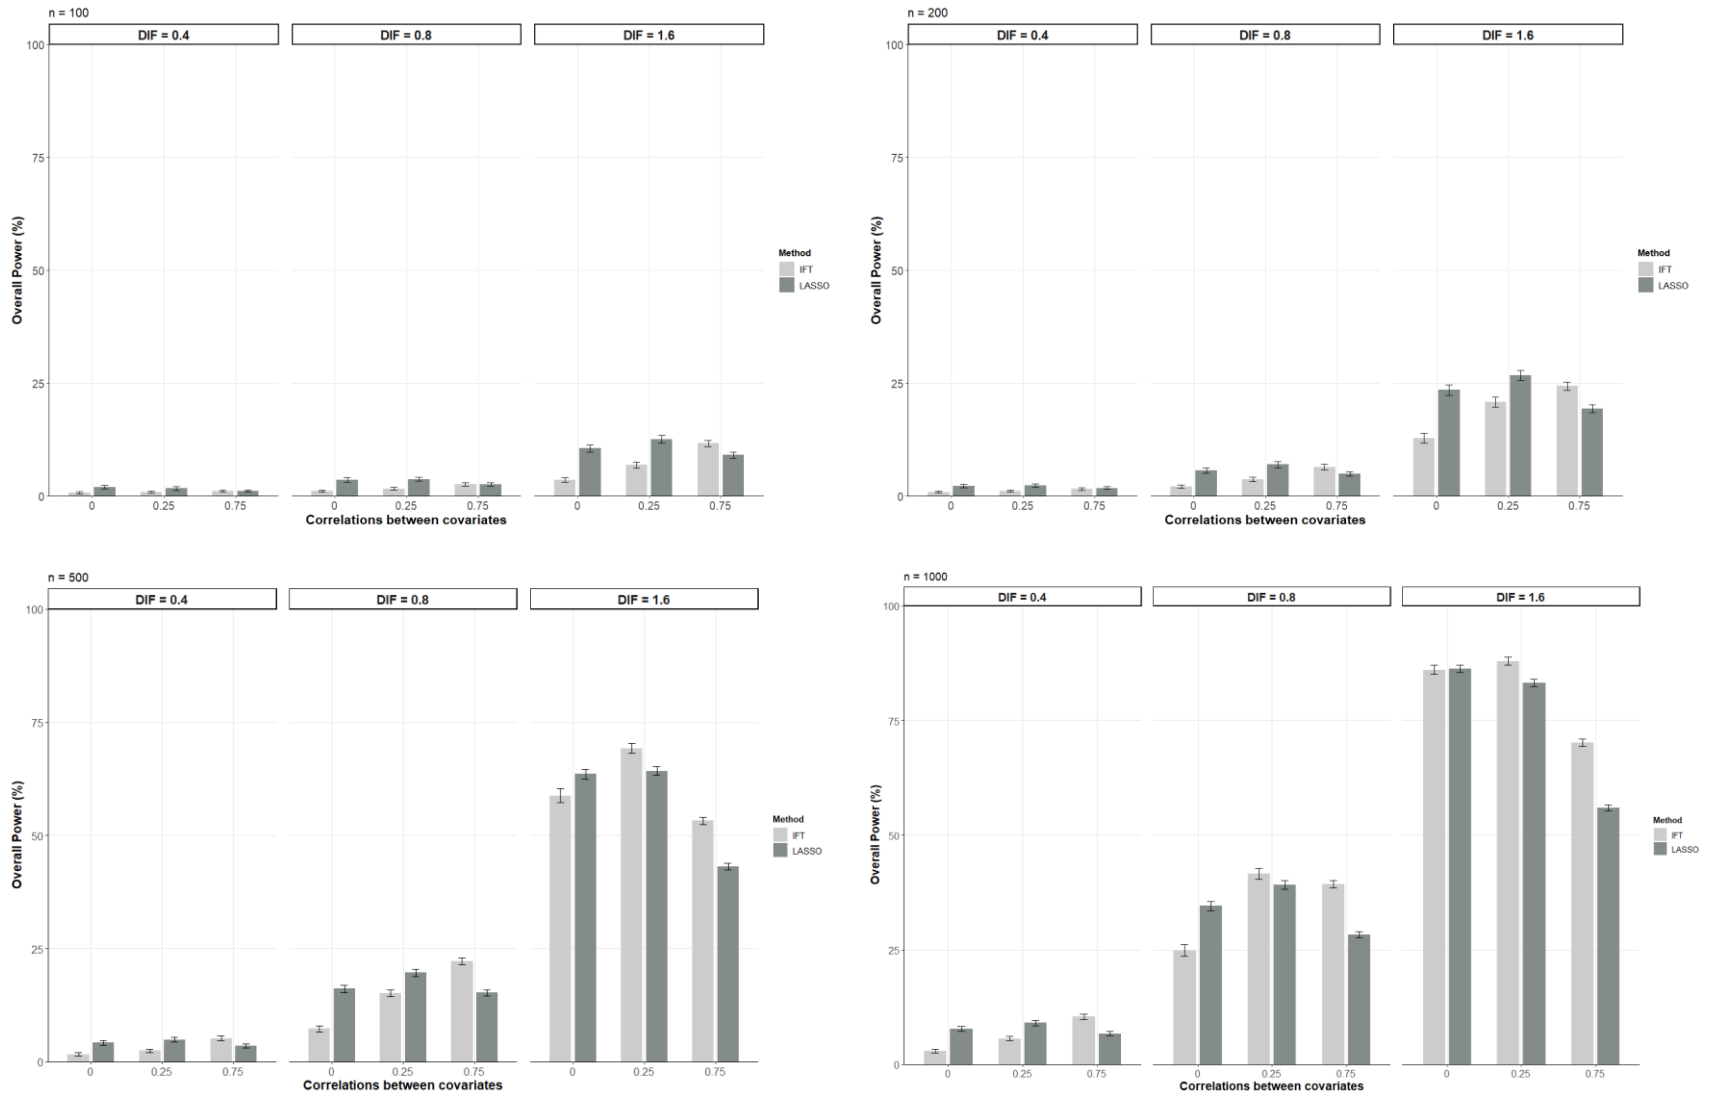 n = 100
DIF = 0.4 DIF = 0.8 DIF = 1.6
100
75
50
25
0
Overall Power (%)
0 0.25 0.75 0 0.25 0.75 0 0.25 0.75
Correlations between covariates
Method
IFT
LASSO
n = 200
DIF = 0.4 DIF = 0.8 DIF = 1.6
100
75
50
25
0
Overall Power (%)
0 0.25 0.75 0 0.25 0.75 0 0.25 0.75
Correlations between covariates
Method
IFT
LASSO
n = 500
DIF = 0.4 DIF = 0.8 DIF = 1.6
100
75
50
25
0
Overall Power (%)
0 0.25 0.75 0 0.25 0.75 0 0.25 0.75
Correlations between covariates
Method
IFT
LASSO
n = 1000
DIF = 0.4 DIF = 0.8 DIF = 1.6
100
75
50
25
0
Overall Power (%)
0 0.25 0.75 0 0.25 0.75 0 0.25 0.75
Correlations between covariates
Method
IFT
LASSO